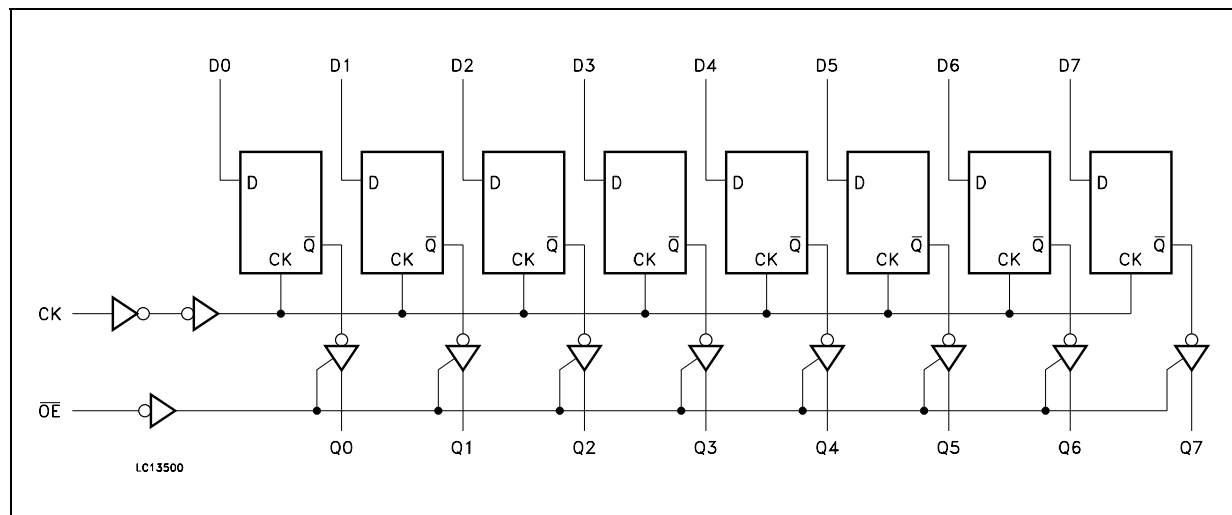 D0 D1 D2 D3 D4 D5 D6 D7
D D D D D D D D
Q̅ Q̅ Q̅ Q̅ Q̅ Q̅ Q̅ Q̅
CK CK CK CK CK CK CK CK
CK
O̅E̅
Q0 Q1 Q2 Q3 Q4 Q5 Q6 Q7
LC13500